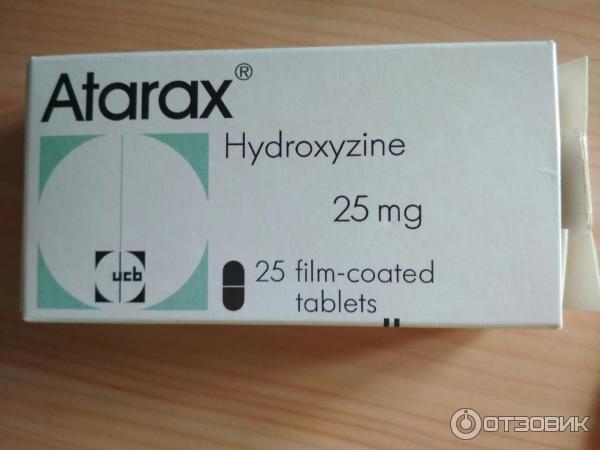 Atarax®
Hydroxyzine
25 mg
ucb
25 film-coated
tablets
ОТЗОВИК